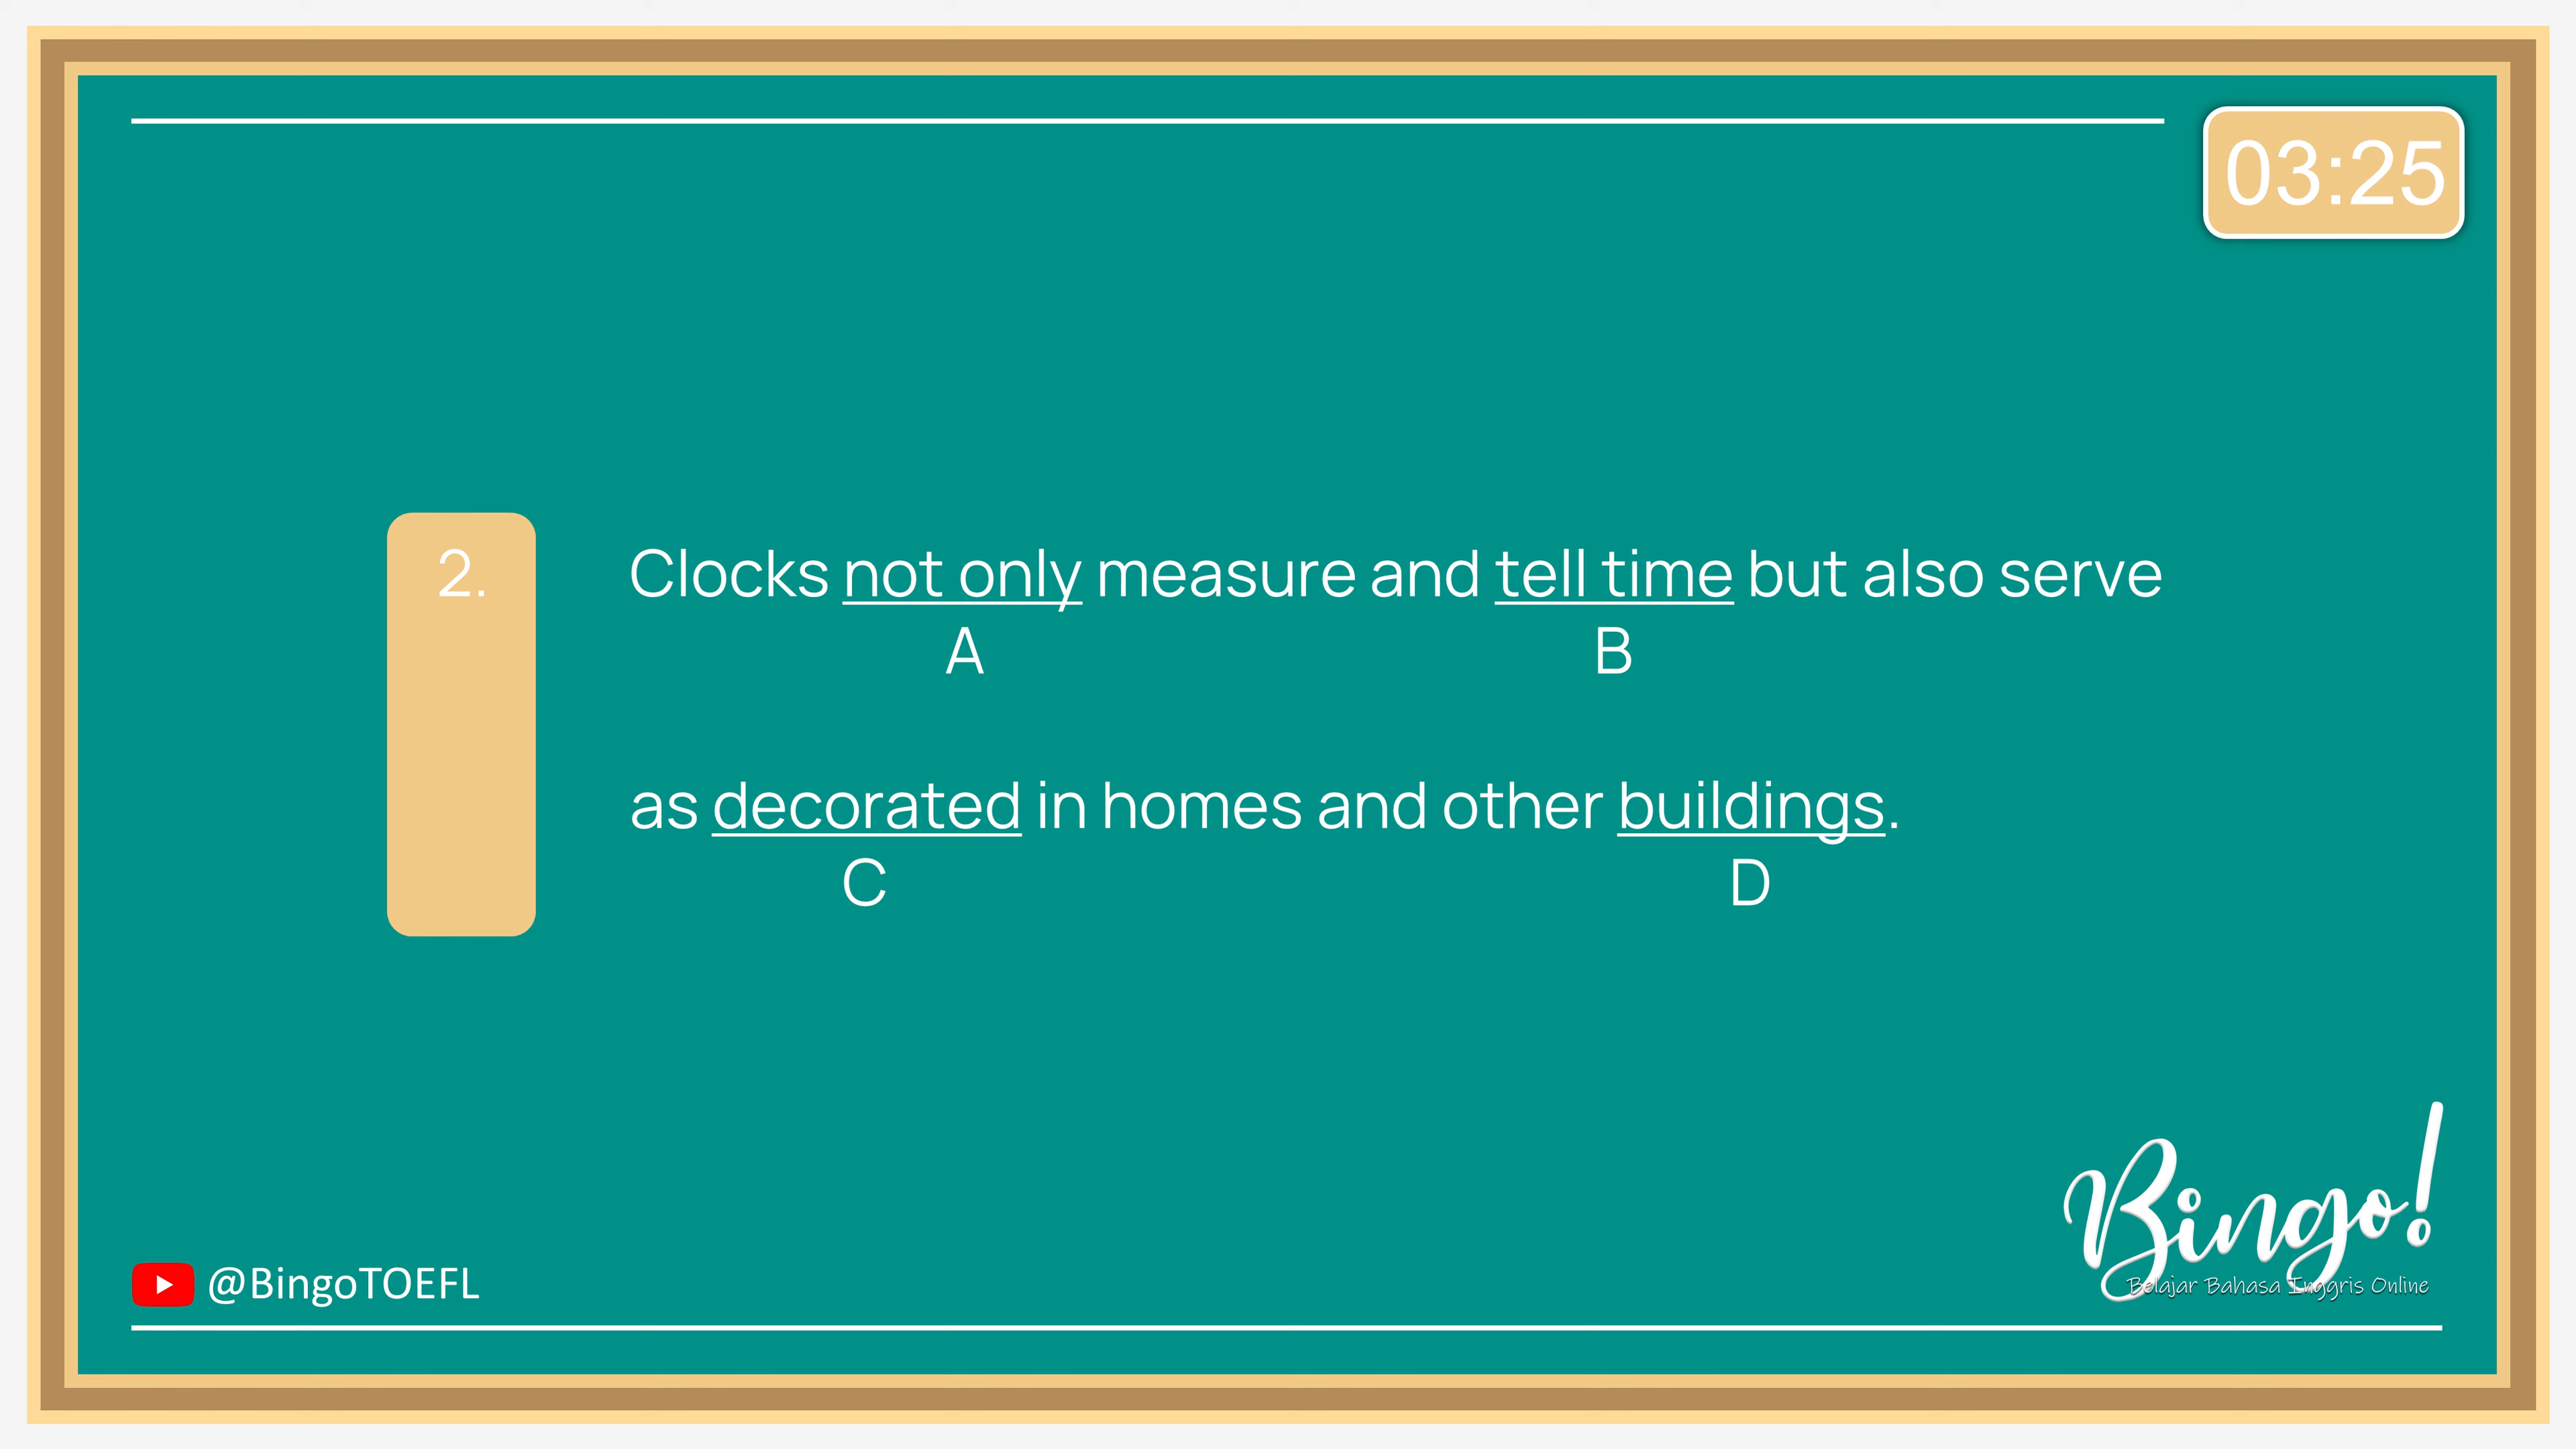 03:25
2. Clocks not only measure and tell time but also serve
A B
as decorated in homes and other buildings.
C D
Bingo!
Belajar Bahasa Inggris Online
@BingoTOEFL